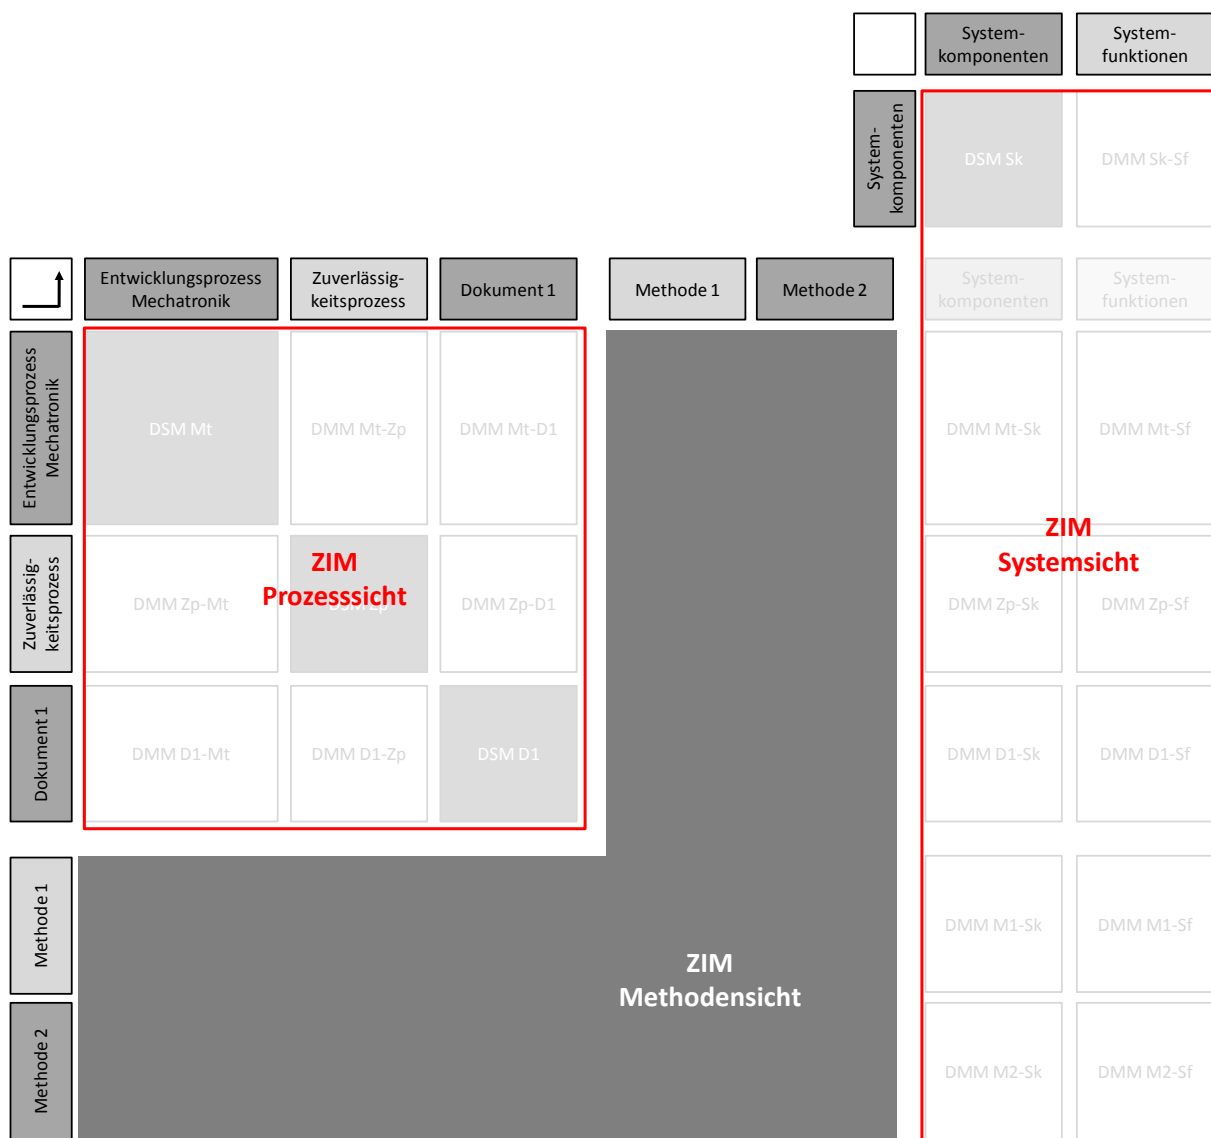 System-
komponenten
System-
funktionen
System-
komponenten
DSM Sk
DMM Sk-Sf
Entwicklungsprozess
Mechatronik
Zuverlässig-
keitsprozess
Dokument 1
Methode 1
Methode 2
System-
komponenten
System-
funktionen
Entwicklungsprozess
Mechatronik
DSM Mt
DMM Mt-Zp
DMM Mt-D1
DMM Mt-Sk
DMM Mt-Sf
ZIM
Systemsicht
Zuverlässig-
keitsprozess
DMM Zp-Mt
ZIM
Prozesssicht
DSM Zp
DMM Zp-D1
DMM Zp-Sk
DMM Zp-Sf
Dokument 1
DMM D1-Mt
DMM D1-Zp
DSM D1
DMM D1-Sk
DMM D1-Sf
Methode 1
ZIM
Methodensicht
DMM M1-Sk
DMM M1-Sf
Methode 2
DMM M2-Sk
DMM M2-Sf